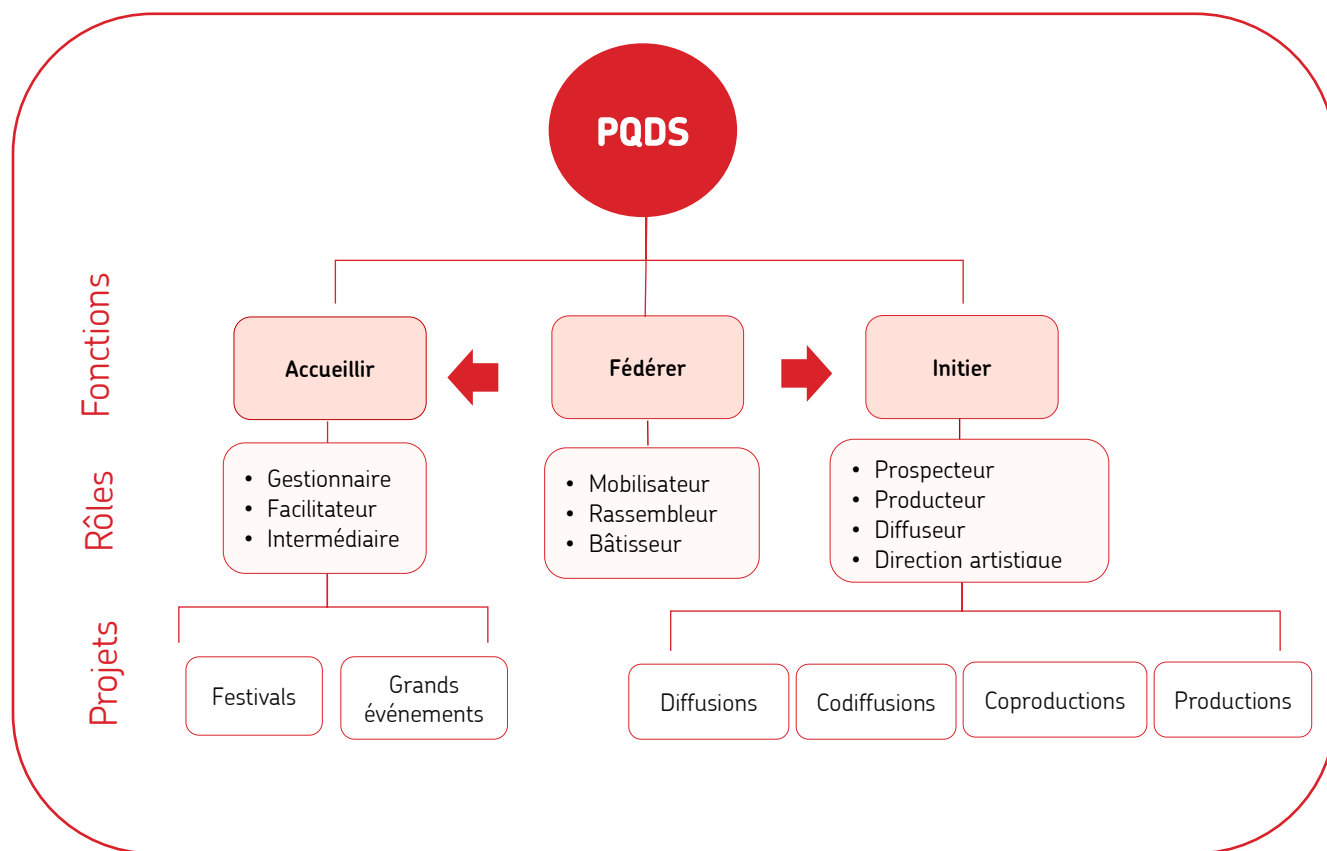 PQDS
Fonctions
Accueillir
Fédérer
Initier
Rôles
• Gestionnaire
• Facilitateur
• Intermédiaire
• Mobilisateur
• Rassembleur
• Bâtisseur
• Prospecteur
• Producteur
• Diffuseur
• Direction artistique
Projets
Festivals
Grands
événements
Diffusions
Codiffusions
Coproductions
Productions